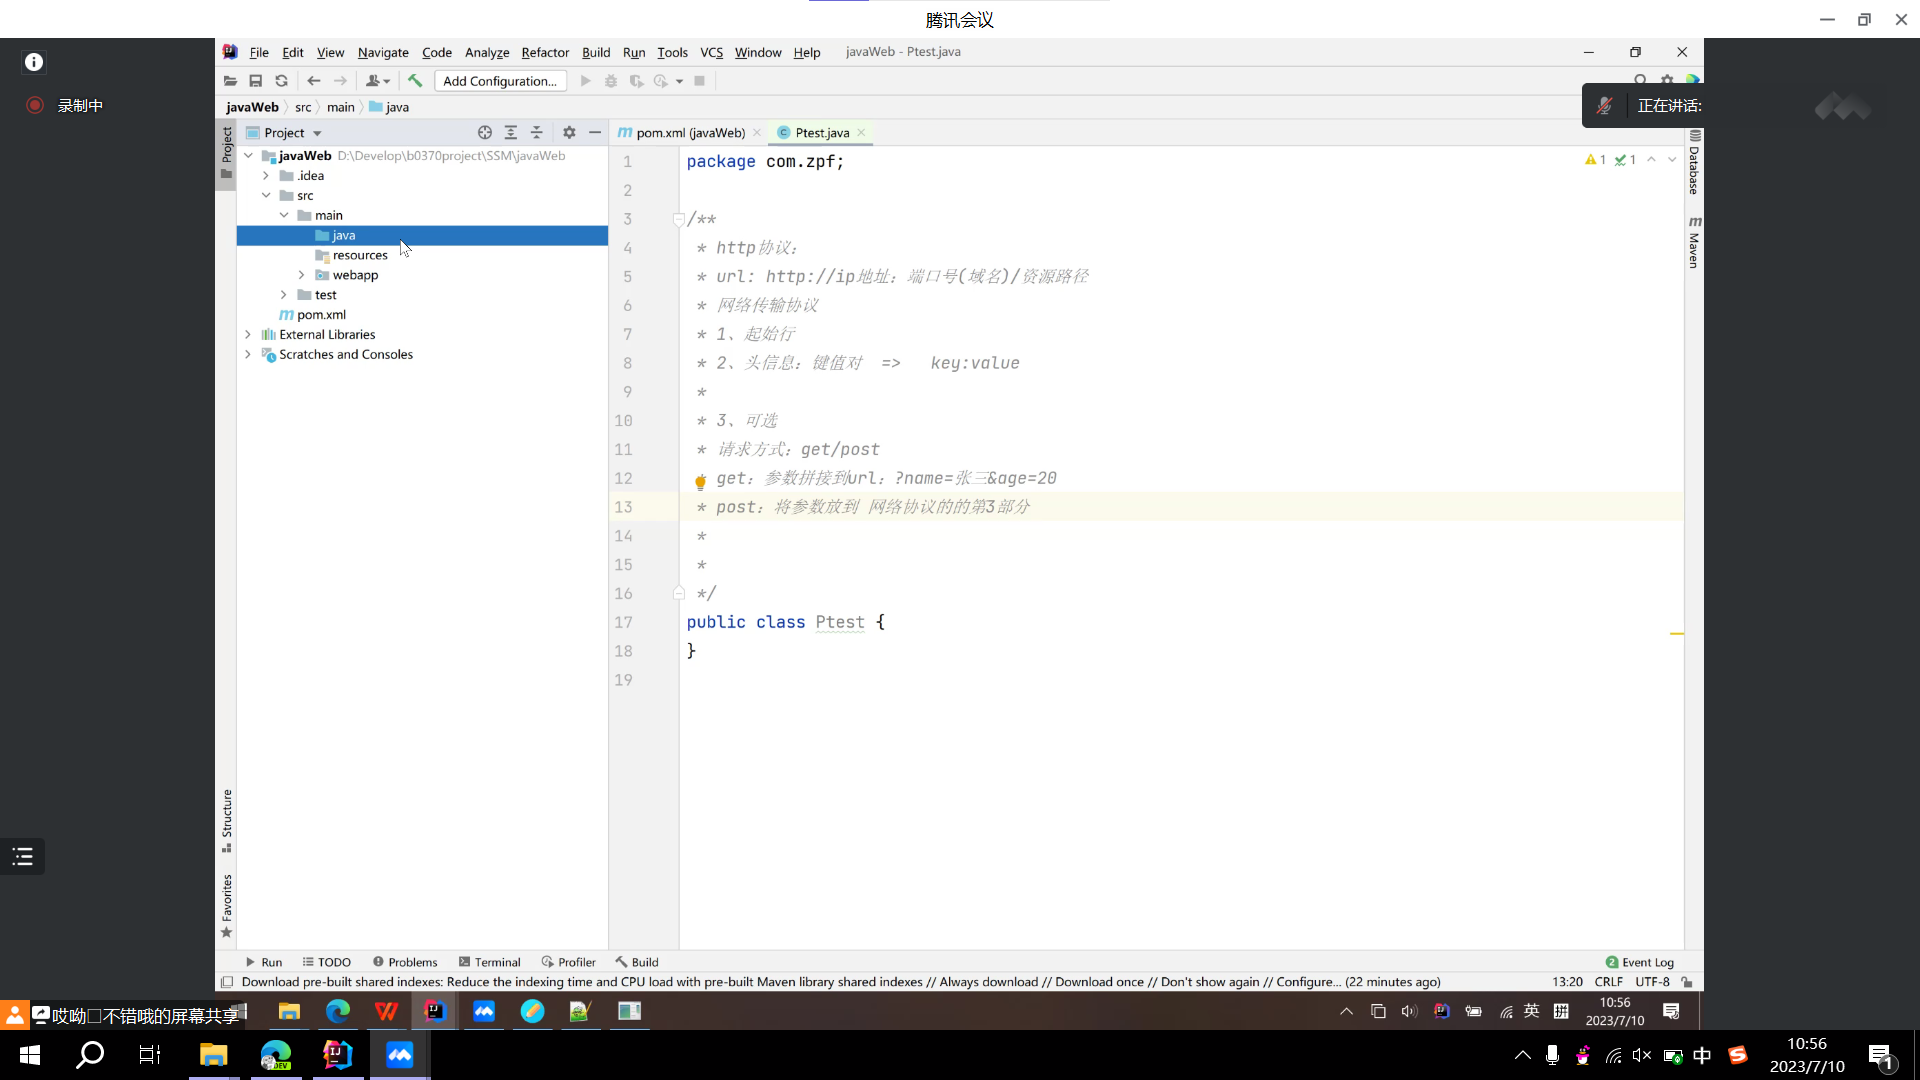 腾讯会议
File Edit View Navigate Code Analyze Refactor Build Run Tools VCS Window Help javaWeb - Ptest.java
录制中
Add Configuration...
javaWeb src main java
正在讲话:
Project
Project
pom.xml (javaWeb)
Ptest.java
javaWeb D:\Develop\b0370project\SSM\javaWeb
.idea
src
main
java
resources
webapp
test
pom.xml
External Libraries
Scratches and Consoles
1 package com.zpf;
2
3 /**
4 * http协议:
5 * url: http://ip地址：端口号(域名)/资源路径
6 * 网络传输协议
7 * 1、起始行
8 * 2、头信息：键值对 => key:value
9 *
10 * 3、可选
11 * 请求方式：get/post
12 * get：参数拼接到url：?name=张三&age=20
13 * post：将参数放到 网络协议的的第3部分
14 *
15 *
16 */
17 public class Ptest {
18 }
19
1 1
Database
Maven
Structure
Favorites
Run TODO Problems Terminal Profiler Build
2 Event Log
Download pre-built shared indexes: Reduce the indexing time and CPU load with pre-built Maven library shared indexes // Always download // Download once // Don't show again // Configure... (22 minutes ago)
13:20 CRLF UTF-8
哎呦□不错哦的屏幕共享
英 拼
10:56
2023/7/10
DEV
中
10:56
2023/7/10
1